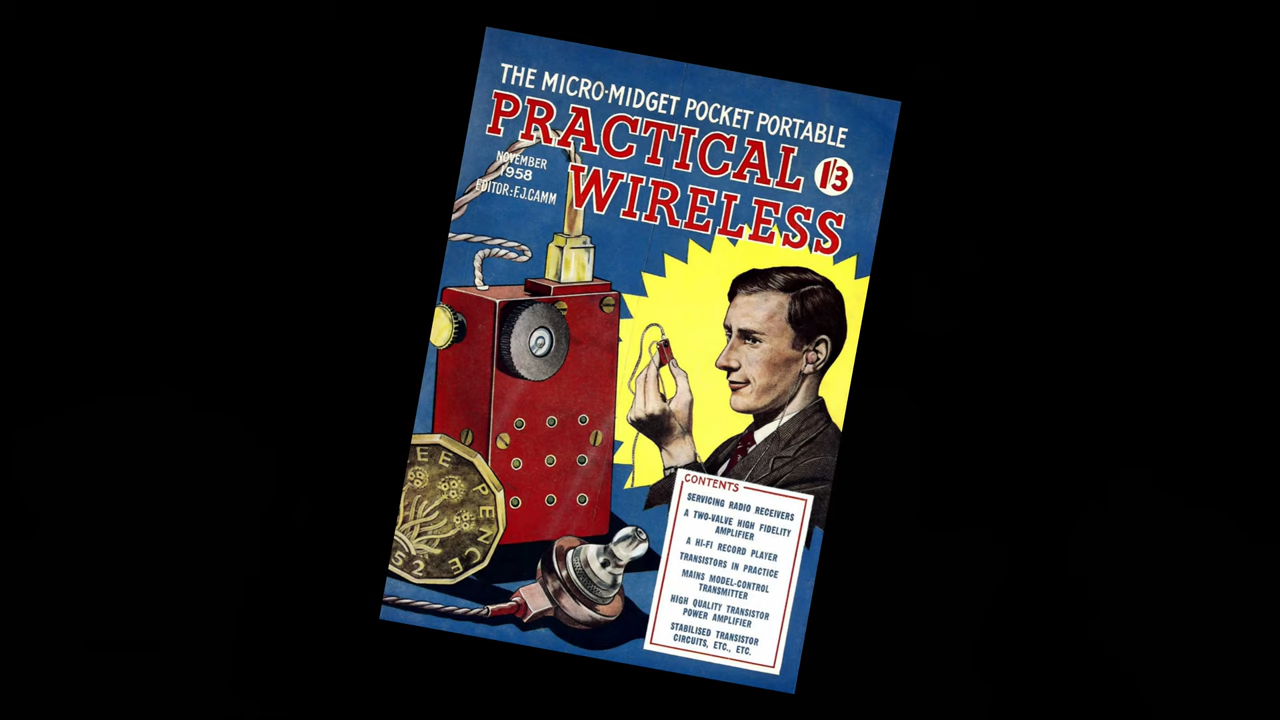 THE MICRO-MIDGET POCKET PORTABLE
PRACTICAL
WIRELESS
1/3
NOVEMBER
1958
EDITOR: F.J. CAMM
EE PENCE
52
CONTENTS
SERVICING RADIO RECEIVERS
A TWO-VALVE HIGH FIDELITY
AMPLIFIER
A HI-FI RECORD PLAYER
TRANSISTORS IN PRACTICE
MAINS MODEL-CONTROL
TRANSMITTER
HIGH QUALITY TRANSISTOR
POWER AMPLIFIER
STABILISED TRANSISTOR
CIRCUITS, ETC., ETC.